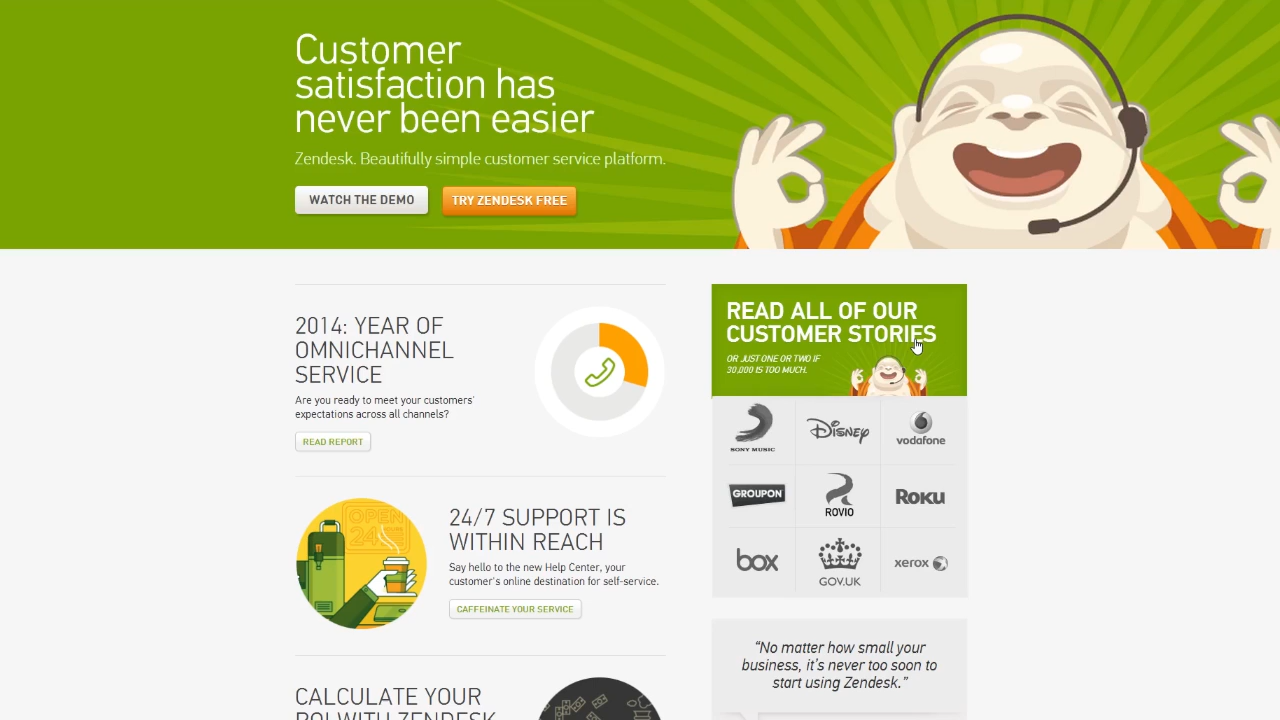 Customer
satisfaction has
never been easier
Zendesk. Beautifully simple customer service platform.
WATCH THE DEMO
TRY ZENDESK FREE
2014: YEAR OF
OMNICHANNEL
SERVICE
Are you ready to meet your customers'
expectations across all channels?
READ REPORT
OPEN
24
24/7 SUPPORT IS
WITHIN REACH
Say hello to the new Help Center, your
customer's online destination for self-service.
CAFFEINATE YOUR SERVICE
CALCULATE YOUR
ROI WITH ZENDESK
READ ALL OF OUR
CUSTOMER STORIES
OR JUST ONE OR TWO IF
30,000 IS TOO MUCH.
SONY MUSIC
Disney
vodafone
GROUPON
ROVIO
ROKU
box
GOV.UK
xerox
“No matter how small your
business, it's never too soon to
start using Zendesk.”